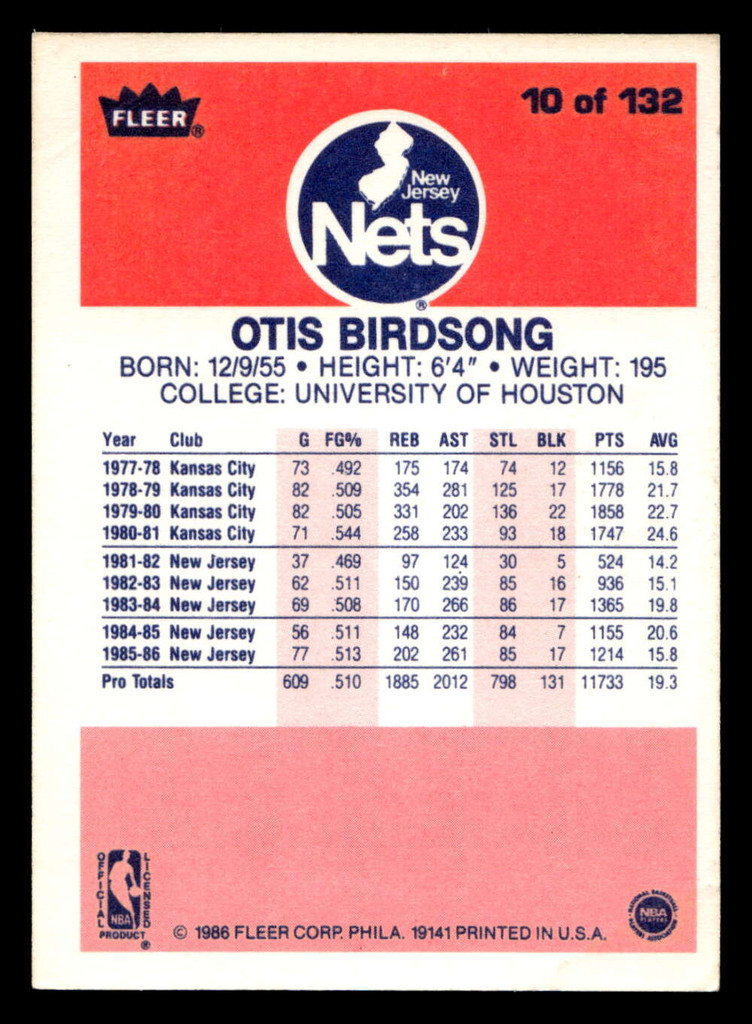 FLEER®
10 of 132
New
Jersey
Nets
®
OTIS BIRDSONG
BORN: 12/9/55 • HEIGHT: 6'4" • WEIGHT: 195
COLLEGE: UNIVERSITY OF HOUSTON
Year Club G FG% REB AST STL BLK PTS AVG
1977-78 Kansas City 73 .492 175 174 74 12 1156 15.8
1978-79 Kansas City 82 .509 354 281 125 17 1778 21.7
1979-80 Kansas City 82 .505 331 202 136 22 1858 22.7
1980-81 Kansas City 71 .544 258 233 93 18 1747 24.6
1981-82 New Jersey 37 .469 97 124 30 5 524 14.2
1982-83 New Jersey 62 .511 150 239 85 16 936 15.1
1983-84 New Jersey 69 .508 170 266 86 17 1365 19.8
1984-85 New Jersey 56 .511 148 232 84 7 1155 20.6
1985-86 New Jersey 77 .513 202 261 85 17 1214 15.8
Pro Totals 609 .510 1885 2012 798 131 11733 19.3
OFFICIAL LICENSED
NBA
PRODUCT ®
© 1986 FLEER CORP. PHILA. 19141 PRINTED IN U.S.A.
NATIONAL BASKETBALL
NBA
PLAYERS
PLAYERS ASSOCIATION